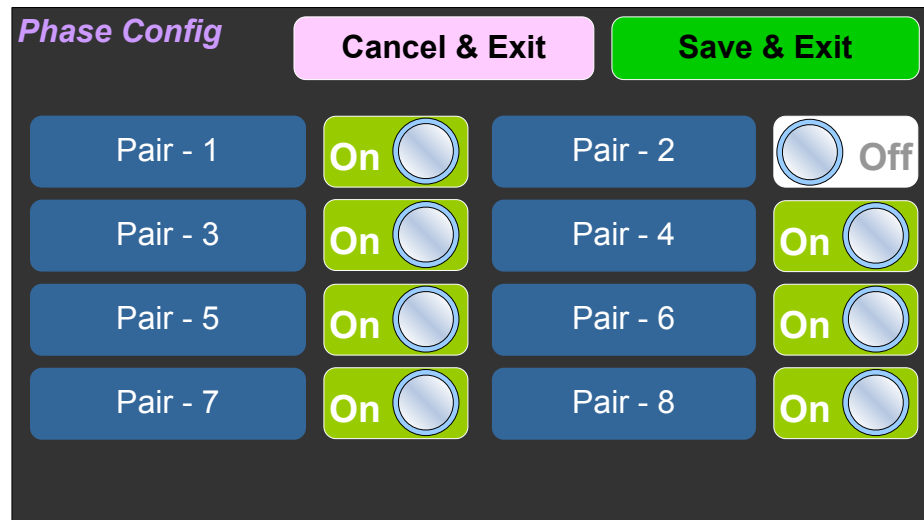 Phase Config
Cancel & Exit
Save & Exit
Pair - 1
On
Pair - 2
Off
Pair - 3
On
Pair - 4
On
Pair - 5
On
Pair - 6
On
Pair - 7
On
Pair - 8
On